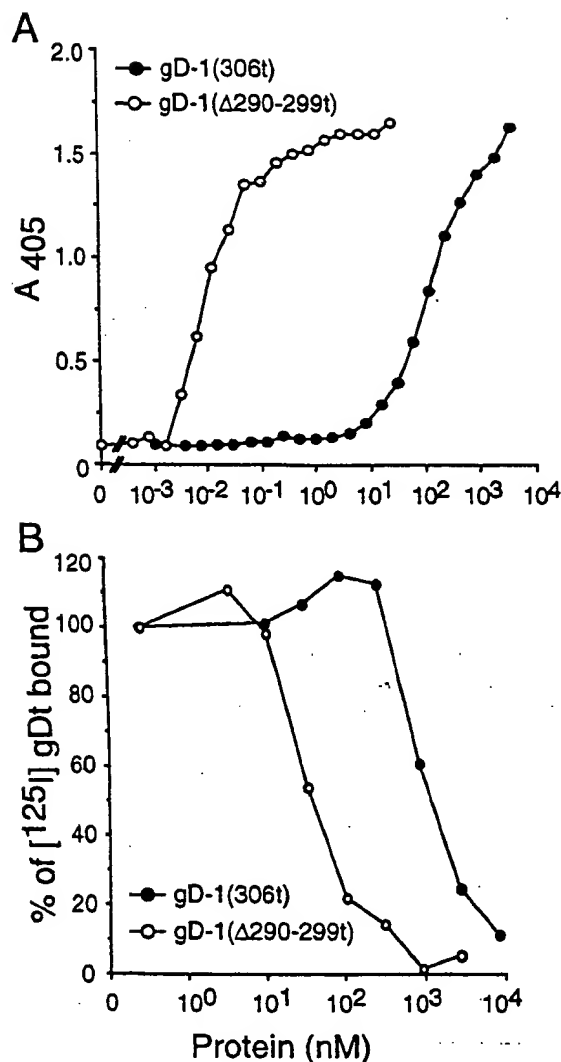 A
2.0
gD-1(306t)
gD-1(Δ290-299t)
1.5
A 405
1.0
0.5
0
0 10⁻³ 10⁻² 10⁻¹ 10⁰ 10¹ 10² 10³ 10⁴
B
120
100
80
% of [¹²⁵I] gDt bound
60
40
gD-1(306t)
20
gD-1(Δ290-299t)
0
0 10⁰ 10¹ 10² 10³ 10⁴
Protein (nM)